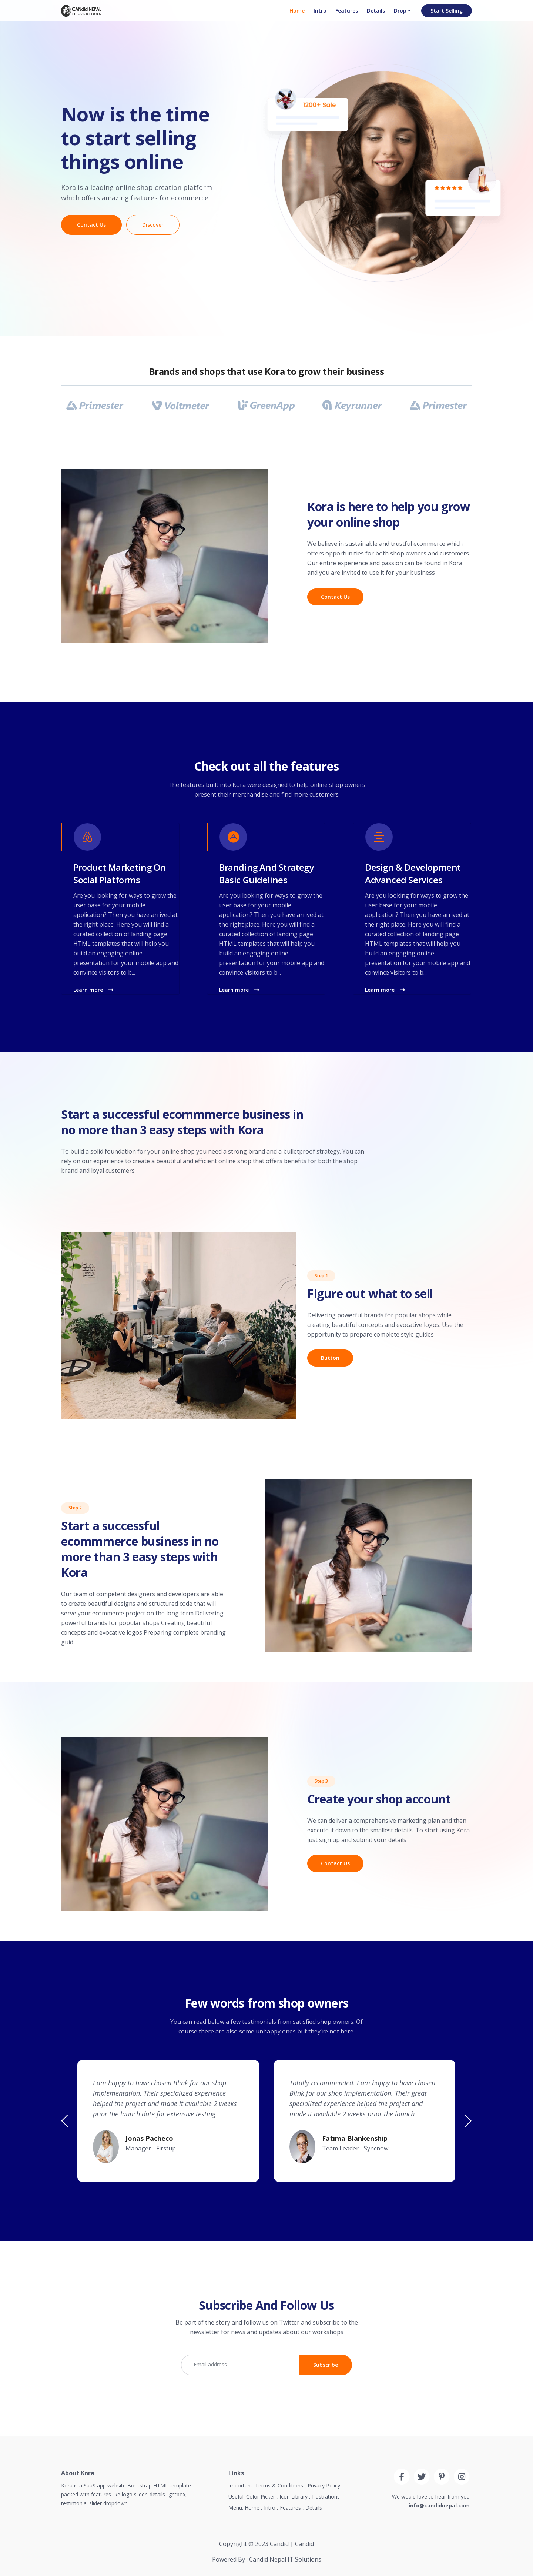 CANdid NEPAL
IT SOLUTIONS
Home
Intro
Features
Details
Drop
Start Selling
Now is the time
to start selling
things online
Kora is a leading online shop creation platform
which offers amazing features for ecommerce
Contact Us
Discover
1200+ Sale
Brands and shops that use Kora to grow their business
Primester
Voltmeter
GreenApp
Keyrunner
Primester
Kora is here to help you grow
your online shop
We believe in sustainable and trustful ecommerce which
offers opportunities for both shop owners and customers.
Our entire experience and passion can be found in Kora
and you are invited to use it for your business
Contact Us
Check out all the features
The features built into Kora were designed to help online shop owners
present their merchandise and find more customers
Product Marketing On
Social Platforms
Are you looking for ways to grow the
user base for your mobile
application? Then you have arrived at
the right place. Here you will find a
curated collection of landing page
HTML templates that will help you
build an engaging online
presentation for your mobile app and
convince visitors to b...
Learn more
Branding And Strategy
Basic Guidelines
Are you looking for ways to grow the
user base for your mobile
application? Then you have arrived at
the right place. Here you will find a
curated collection of landing page
HTML templates that will help you
build an engaging online
presentation for your mobile app and
convince visitors to b...
Learn more
Design & Development
Advanced Services
Are you looking for ways to grow the
user base for your mobile
application? Then you have arrived at
the right place. Here you will find a
curated collection of landing page
HTML templates that will help you
build an engaging online
presentation for your mobile app and
convince visitors to b...
Learn more
Start a successful ecommmerce business in
no more than 3 easy steps with Kora
To build a solid foundation for your online shop you need a strong brand and a bulletproof strategy. You can
rely on our experience to create a beautiful and efficient online shop that offers benefits for both the shop
brand and loyal customers
Step 1
Figure out what to sell
Delivering powerful brands for popular shops while
creating beautiful concepts and evocative logos. Use the
opportunity to prepare complete style guides
Button
Step 2
Start a successful
ecommmerce business in no
more than 3 easy steps with
Kora
Our team of competent designers and developers are able
to create beautiful designs and structured code that will
serve your ecommerce project on the long term Delivering
powerful brands for popular shops Creating beautiful
concepts and evocative logos Preparing complete branding
guid...
Step 3
Create your shop account
We can deliver a comprehensive marketing plan and then
execute it down to the smallest details. To start using Kora
just sign up and submit your details
Contact Us
Few words from shop owners
You can read below a few testimonials from satisfied shop owners. Of
course there are also some unhappy ones but they're not here.
I am happy to have chosen Blink for our shop
implementation. Their specialized experience
helped the project and made it available 2 weeks
prior the launch date for extensive testing
Jonas Pacheco
Manager - Firstup
Totally recommended. I am happy to have chosen
Blink for our shop implementation. Their great
specialized experience helped the project and
made it available 2 weeks prior the launch
Fatima Blankenship
Team Leader - Syncnow
Subscribe And Follow Us
Be part of the story and follow us on Twitter and subscribe to the
newsletter for news and updates about our workshops
Email address
Subscribe
About Kora
Kora is a SaaS app website Bootstrap HTML template
packed with features like logo slider, details lightbox,
testimonial slider dropdown
Links
Important: Terms & Conditions , Privacy Policy
Useful: Color Picker , Icon Library , Illustrations
Menu: Home , Intro , Features , Details
We would love to hear from you
info@candidnepal.com
Copyright © 2023 Candid | Candid
Powered By : Candid Nepal IT Solutions